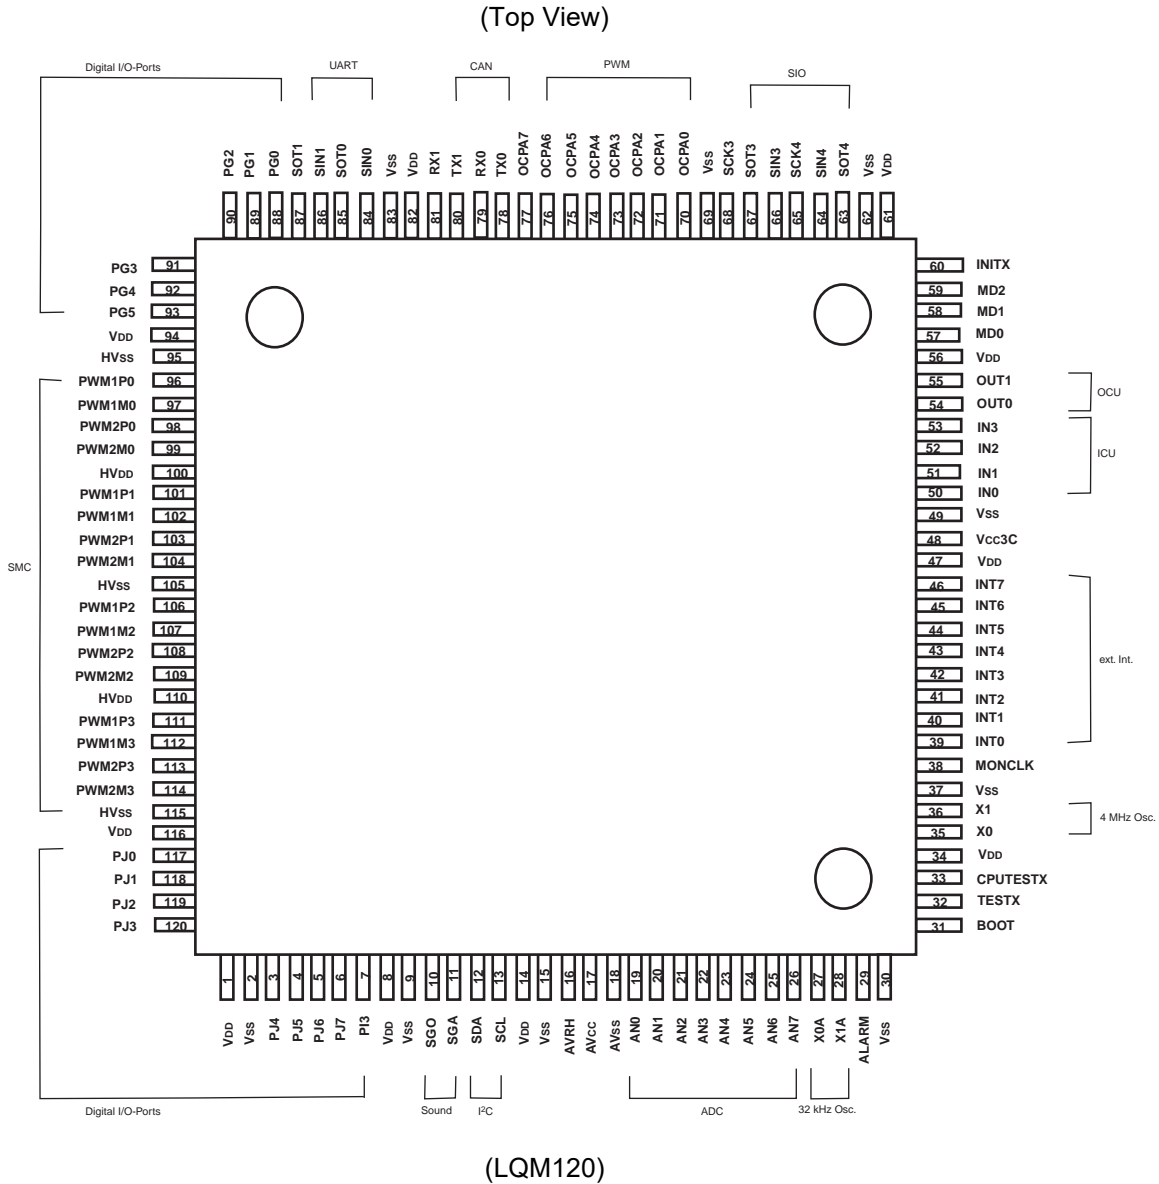 (Top View)
Digital I/O-Ports
UART
CAN
PWM
SIO
PG2 PG1 PG0 SOT1 SIN1 SOT0 SIN0 VSS VDD RX1 TX1 RX0 TX0 OCPA7 OCPA6 OCPA5 OCPA4 OCPA3 OCPA2 OCPA1 OCPA0 VSS SCK3 SOT3 SIN3 SCK4 SIN4 SOT4 VSS VDD
90 89 88 87 86 85 84 83 82 81 80 79 78 77 76 75 74 73 72 71 70 69 68 67 66 65 64 63 62 61
PG3 91
PG4 92
PG5 93
VDD 94
HVSS 95
PWM1P0 96
PWM1M0 97
PWM2P0 98
PWM2M0 99
HVDD 100
PWM1P1 101
PWM1M1 102
PWM2P1 103
PWM2M1 104
SMC
HVSS 105
PWM1P2 106
PWM1M2 107
PWM2P2 108
PWM2M2 109
HVDD 110
PWM1P3 111
PWM1M3 112
PWM2P3 113
PWM2M3 114
HVSS 115
VDD 116
PJ0 117
PJ1 118
PJ2 119
PJ3 120
60 INITX
59 MD2
58 MD1
57 MD0
56 VDD
55 OUT1
OCU
54 OUT0
53 IN3
52 IN2
ICU
51 IN1
50 IN0
49 VSS
48 VCC3C
47 VDD
46 INT7
45 INT6
44 INT5
43 INT4
ext. Int.
42 INT3
41 INT2
40 INT1
39 INT0
38 MONCLK
37 VSS
36 X1
4 MHz Osc.
35 X0
34 VDD
33 CPUTESTX
32 TESTX
31 BOOT
1 2 3 4 5 6 7 8 9 10 11 12 13 14 15 16 17 18 19 20 21 22 23 24 25 26 27 28 29 30
VDD VSS PJ4 PJ5 PJ6 PJ7 PI3 VDD VSS SGO SGA SDA SCL VDD VSS AVRH AVCC AVSS AN0 AN1 AN2 AN3 AN4 AN5 AN6 AN7 X0A X1A ALARM VSS
Digital I/O-Ports
Sound
I²C
ADC
32 kHz Osc.
(LQM120)